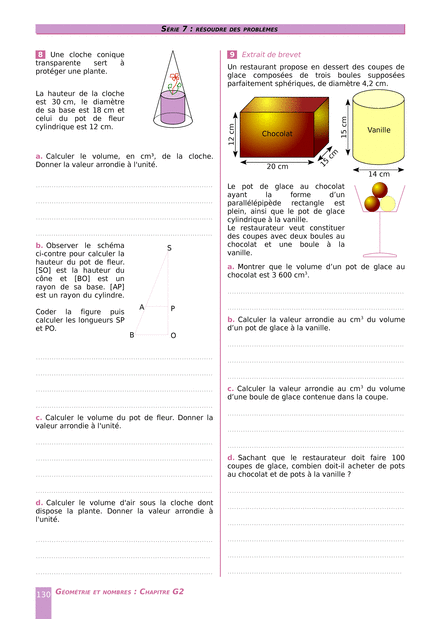 SÉRIE 7 : RÉSOUDRE DES PROBLÈMES
8 Une cloche conique
transparente sert à
protéger une plante.
La hauteur de la cloche
est 30 cm, le diamètre
de sa base est 18 cm et
celui du pot de fleur
cylindrique est 12 cm.
a. Calculer le volume, en cm³, de la cloche.
Donner la valeur arrondie à l'unité.
b. Observer le schéma
ci-contre pour calculer la
hauteur du pot de fleur.
[SO] est la hauteur du
cône et [BO] est un
rayon de sa base. [AP]
est un rayon du cylindre.
Coder la figure puis
calculer les longueurs SP
et PO.
S
A
P
B
O
c. Calculer le volume du pot de fleur. Donner la
valeur arrondie à l'unité.
d. Calculer le volume d'air sous la cloche dont
dispose la plante. Donner la valeur arrondie à
l'unité.
9 Extrait de brevet
Un restaurant propose en dessert des coupes de
glace composées de trois boules supposées
parfaitement sphériques, de diamètre 4,2 cm.
12 cm
Chocolat
20 cm
15 cm
15 cm
Vanille
14 cm
Le pot de glace au chocolat
ayant la forme d'un
parallélépipède rectangle est
plein, ainsi que le pot de glace
cylindrique à la vanille.
Le restaurateur veut constituer
des coupes avec deux boules au
chocolat et une boule à la
vanille.
a. Montrer que le volume d'un pot de glace au
chocolat est 3 600 cm³.
b. Calculer la valeur arrondie au cm³ du volume
d'un pot de glace à la vanille.
c. Calculer la valeur arrondie au cm³ du volume
d'une boule de glace contenue dans la coupe.
d. Sachant que le restaurateur doit faire 100
coupes de glace, combien doit-il acheter de pots
au chocolat et de pots à la vanille ?
130 GÉOMÉTRIE ET NOMBRES : CHAPITRE G2